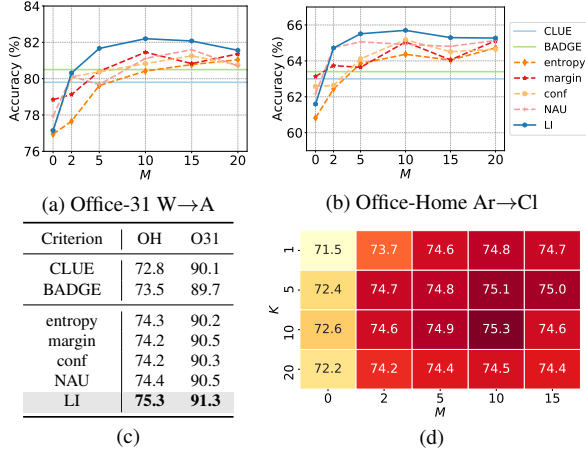 84
82
80
78
76
Accuracy (%)
0 2 5 10 15 20
M
(a) Office-31 W→A
66
64
62
60
Accuracy (%)
0 2 5 10 15 20
M
(b) Office-Home Ar→Cl
CLUE
BADGE
entropy
margin
conf
NAU
LI
Criterion OH O31
CLUE 72.8 90.1
BADGE 73.5 89.7
entropy 74.3 90.2
margin 74.2 90.5
conf 74.2 90.3
NAU 74.4 90.5
LI 75.3 91.3
(c)
K
1 71.5 73.7 74.6 74.8 74.7
5 72.4 74.7 74.8 75.1 75.0
10 72.6 74.6 74.9 75.3 74.6
20 72.2 74.2 74.4 74.5 74.4
0 2 5 10 15
M
(d)